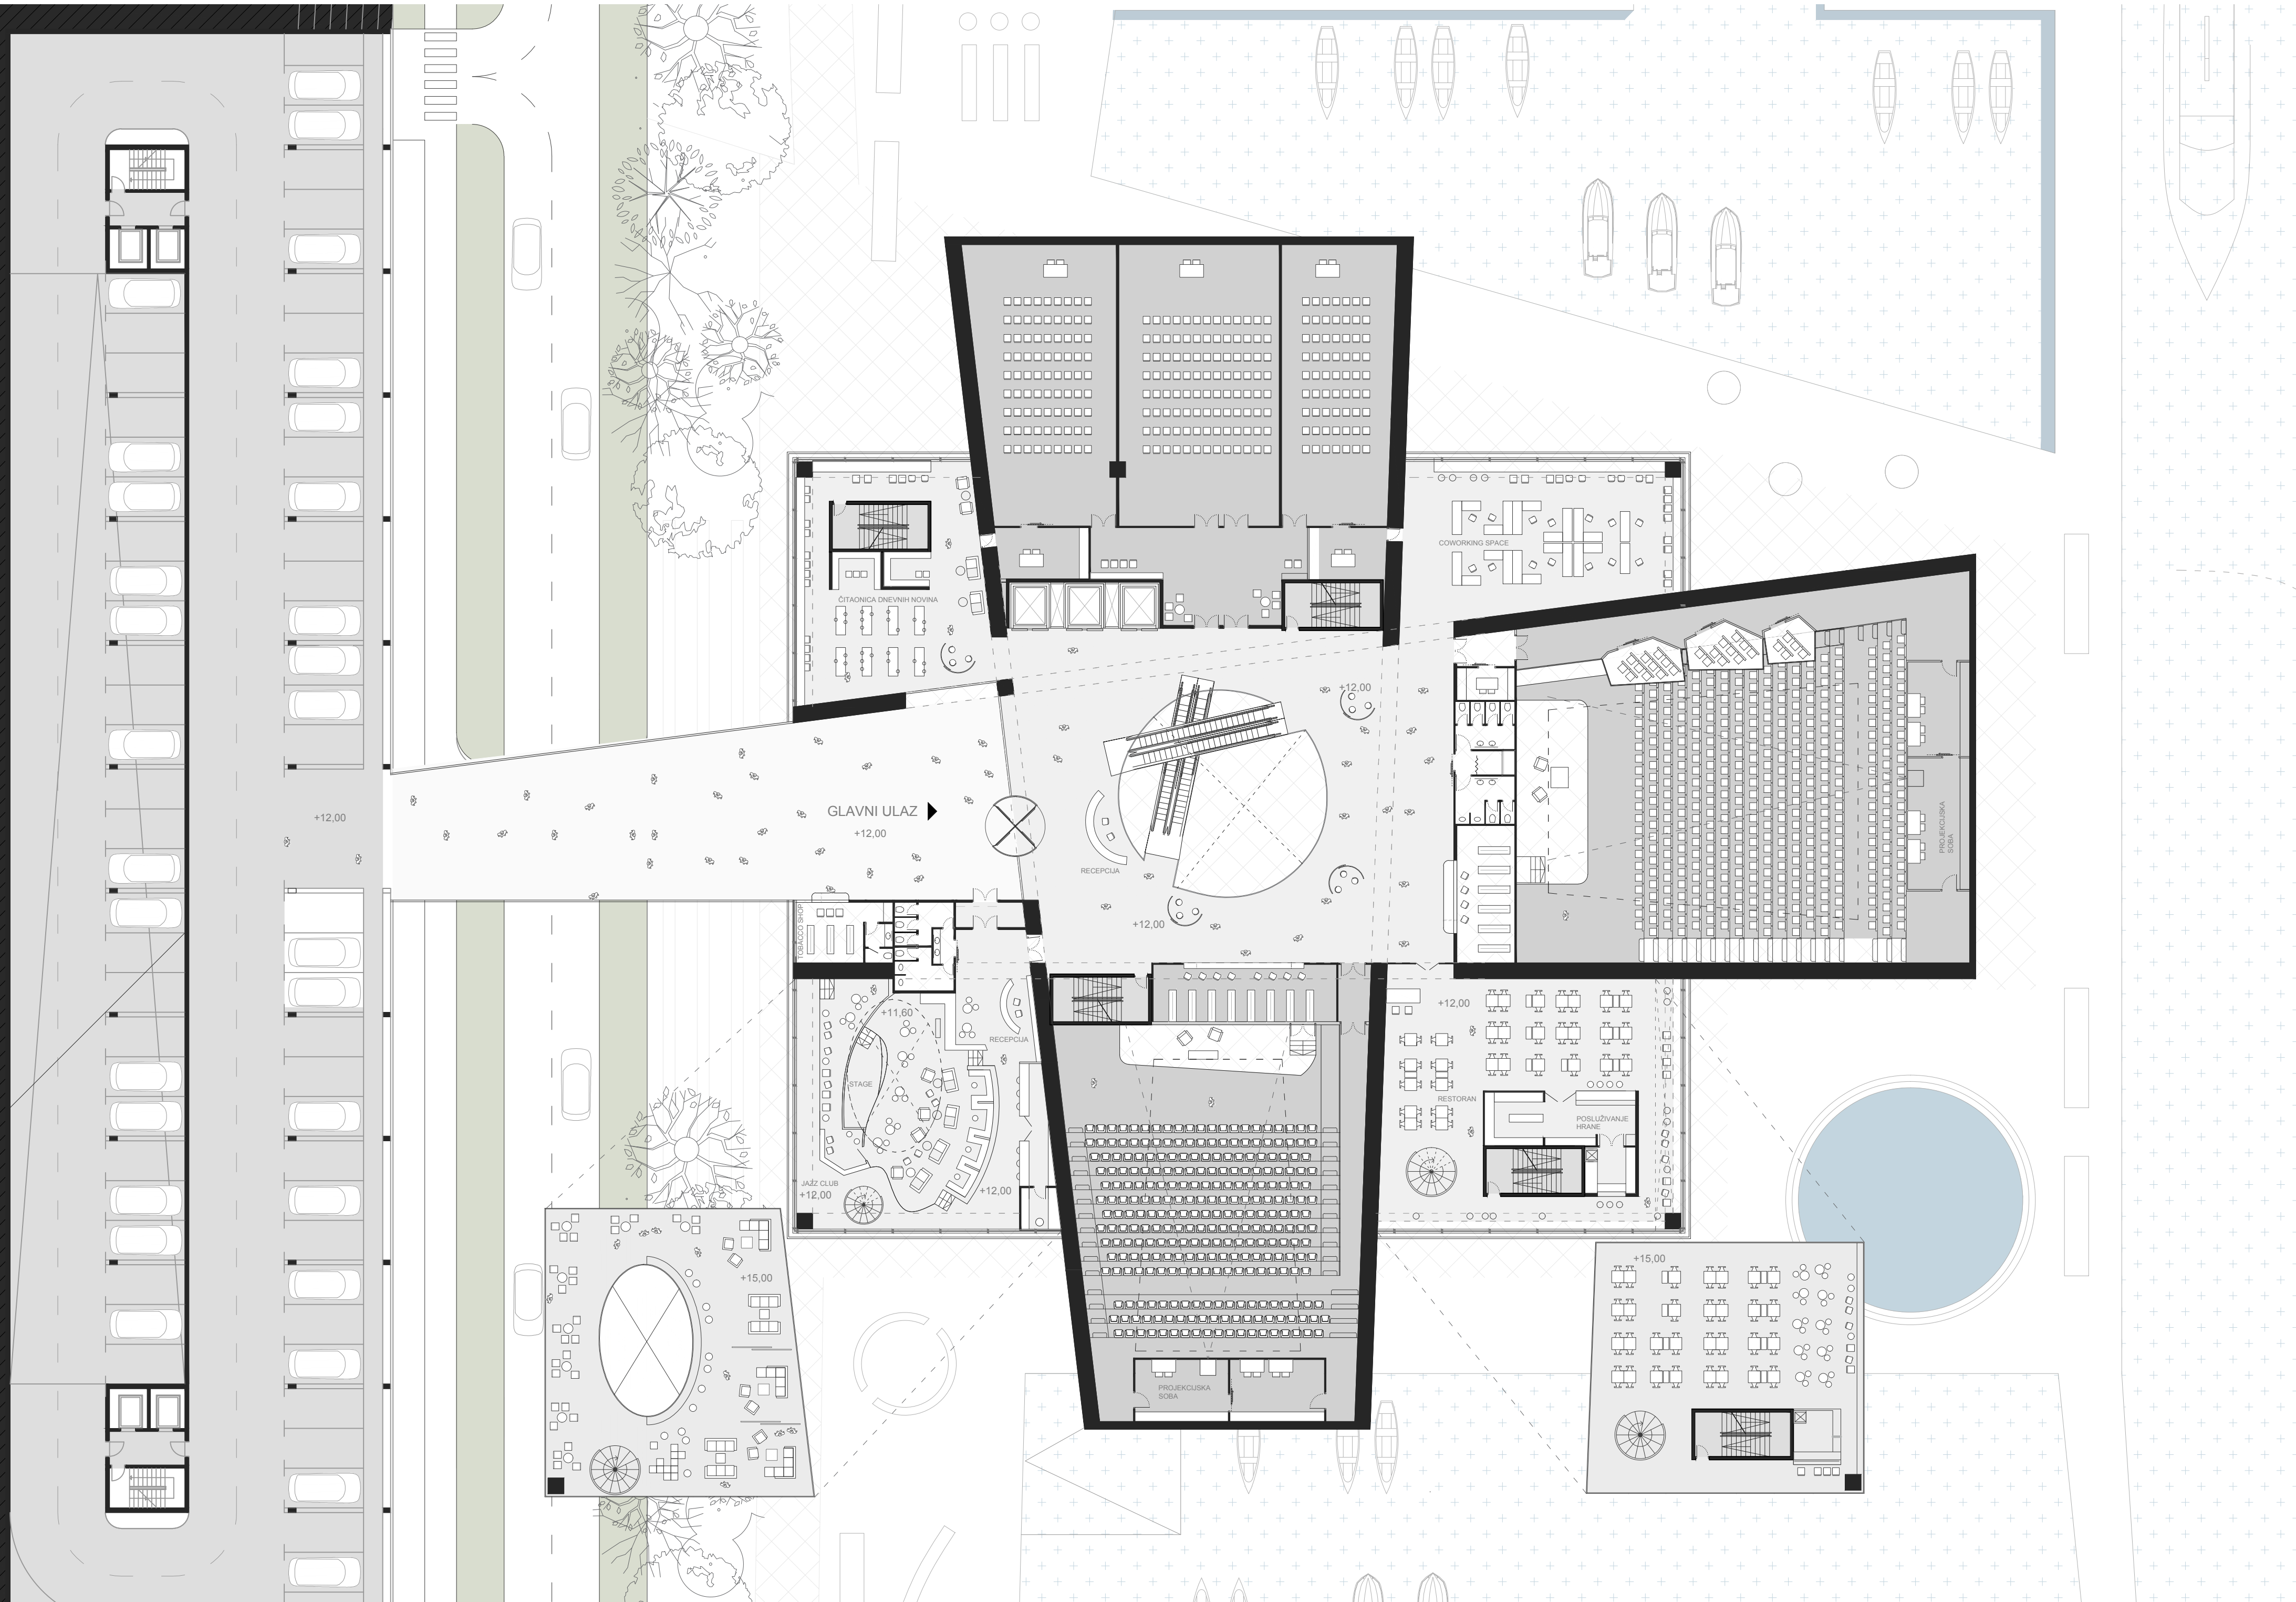 COWORKING SPACE
ČITAONICA DNEVNIH NOVINA
+12,00
+12,00
GLAVNI ULAZ
+12,00
RECEPCIJA
PROJEKCIJSKA
SOBA
TOBACCO SHOP
+12,00
+12,00
+11,60
RECEPCIJA
STAGE
RESTORAN
POSLUŽIVANJE
HRANE
JAZZ CLUB
+12,00
+12,00
+15,00
+15,00
PROJEKCIJSKA
SOBA